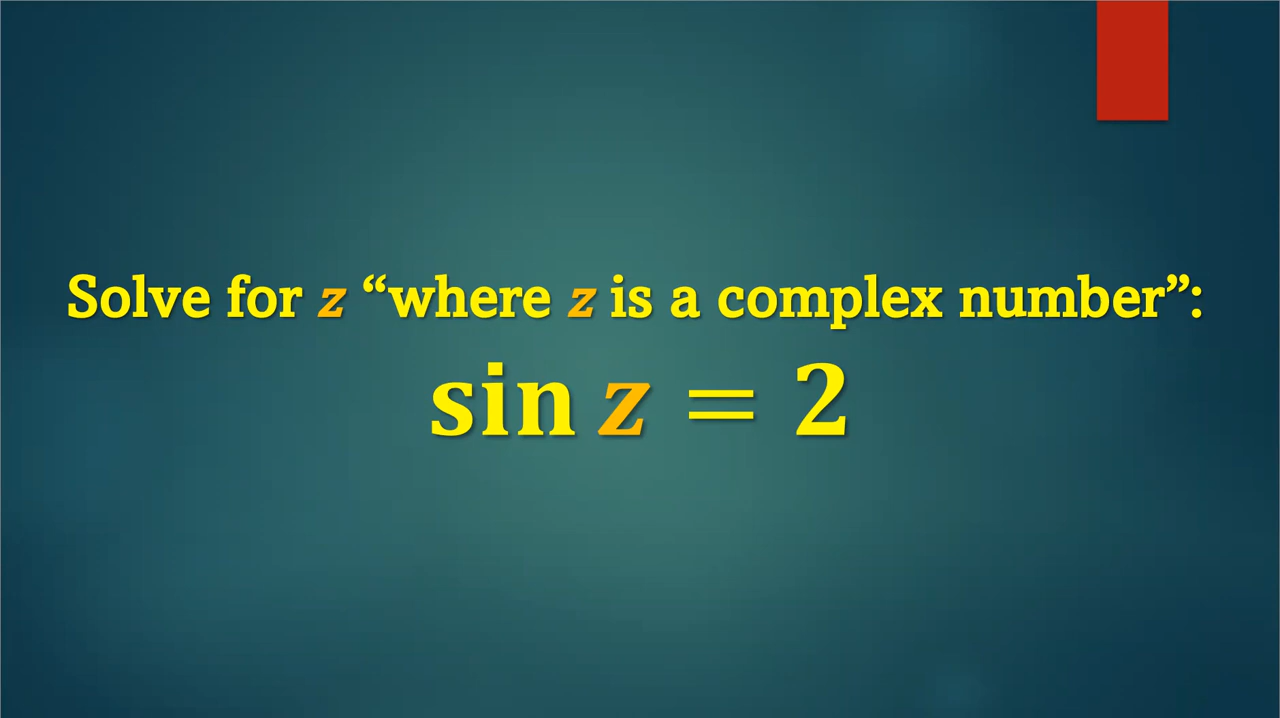 Solve for z “where z is a complex number”:
sin z = 2